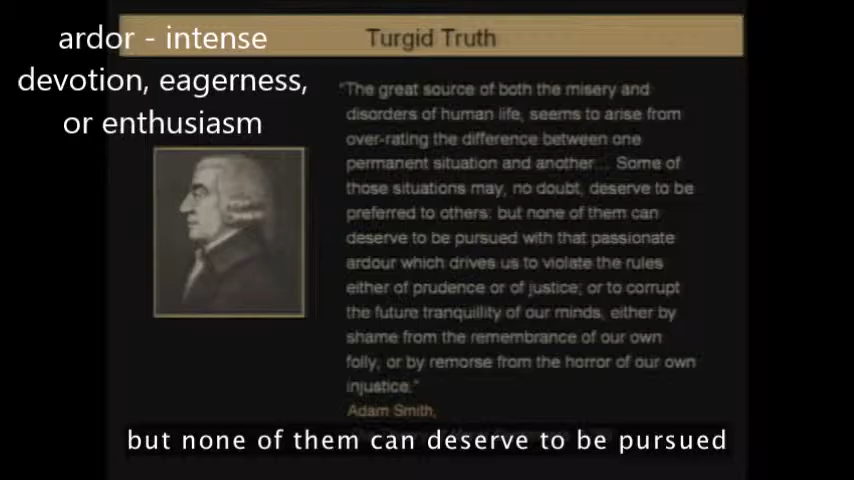 ardor - intense
devotion, eagerness,
or enthusiasm
Turgid Truth
"The great source of both the misery and
disorders of human life, seems to arise from
over-rating the difference between one
permanent situation and another... Some of
those situations may, no doubt, deserve to be
preferred to others: but none of them can
deserve to be pursued with that passionate
ardour which drives us to violate the rules
either of prudence or of justice; or to corrupt
the future tranquillity of our minds, either by
shame from the remembrance of our own
folly, or by remorse from the horror of our own
injustice."
Adam Smith,
but none of them can deserve to be pursued